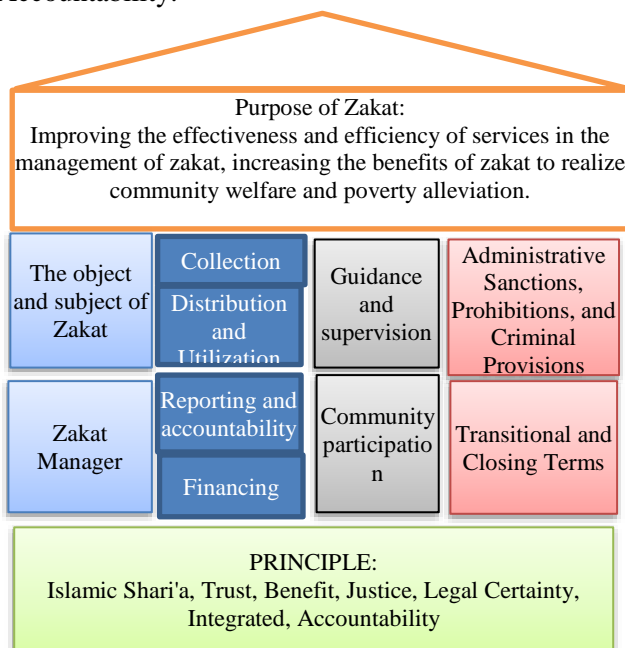 Accountability.
Purpose of Zakat:
Improving the effectiveness and efficiency of services in the
management of zakat, increasing the benefits of zakat to realize
community welfare and poverty alleviation.
The object
and subject of
Zakat
Collection
Distribution
and
Utilization
Guidance
and
supervision
Administrative
Sanctions,
Prohibitions, and
Criminal
Provisions
Zakat
Manager
Reporting and
accountability
Financing
Community
participatio
n
Transitional and
Closing Terms
PRINCIPLE:
Islamic Shari'a, Trust, Benefit, Justice, Legal Certainty,
Integrated, Accountability